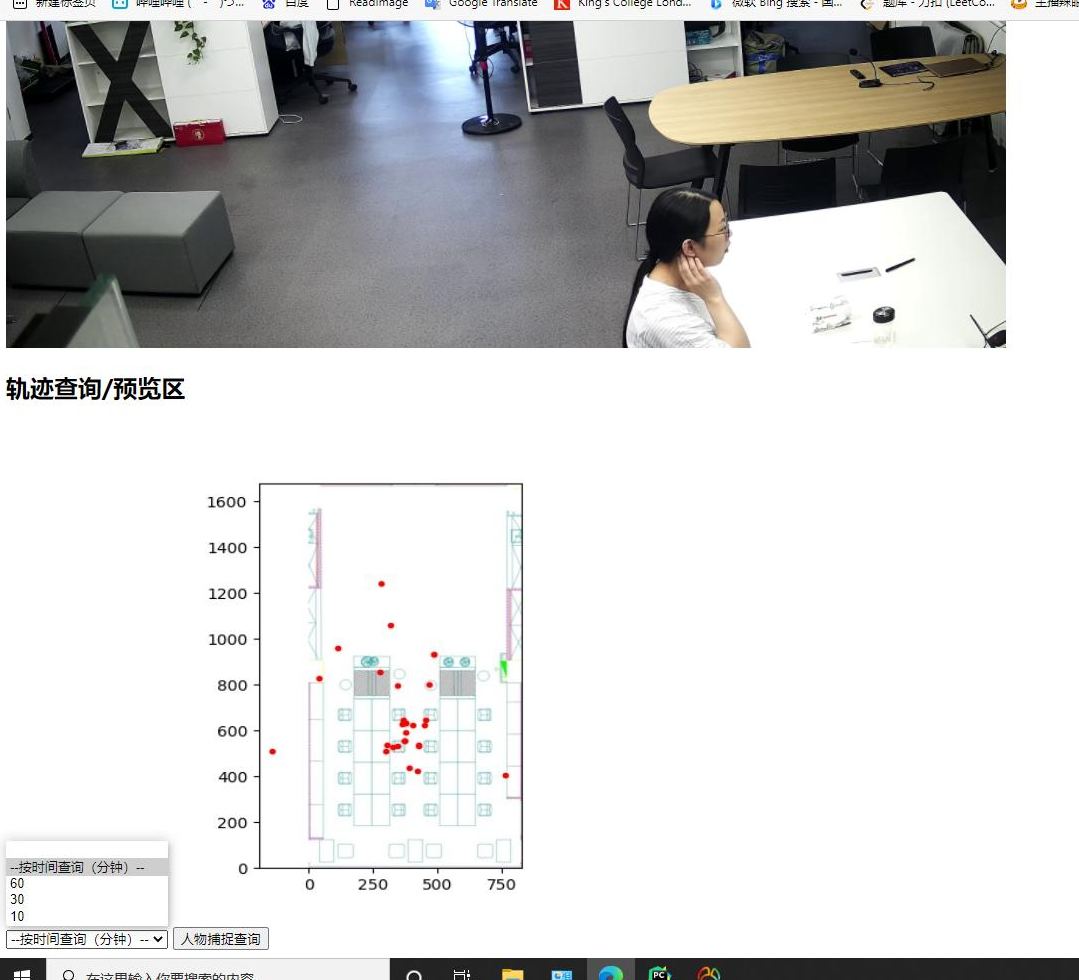 新建标签页 哔哩哔哩 ( ゜- ゜)つ... 百度 ReadImage Google Translate King's College Lond... 微软 Bing 搜索 - 国... 题库 - 力扣 (LeetCo...
轨迹查询/预览区
1600
1400
1200
1000
800
600
400
200
0
0 250 500 750
--按时间查询（分钟）--
60
30
10
--按时间查询（分钟）-- 人物捕捉查询
在这里输入你要搜索的内容